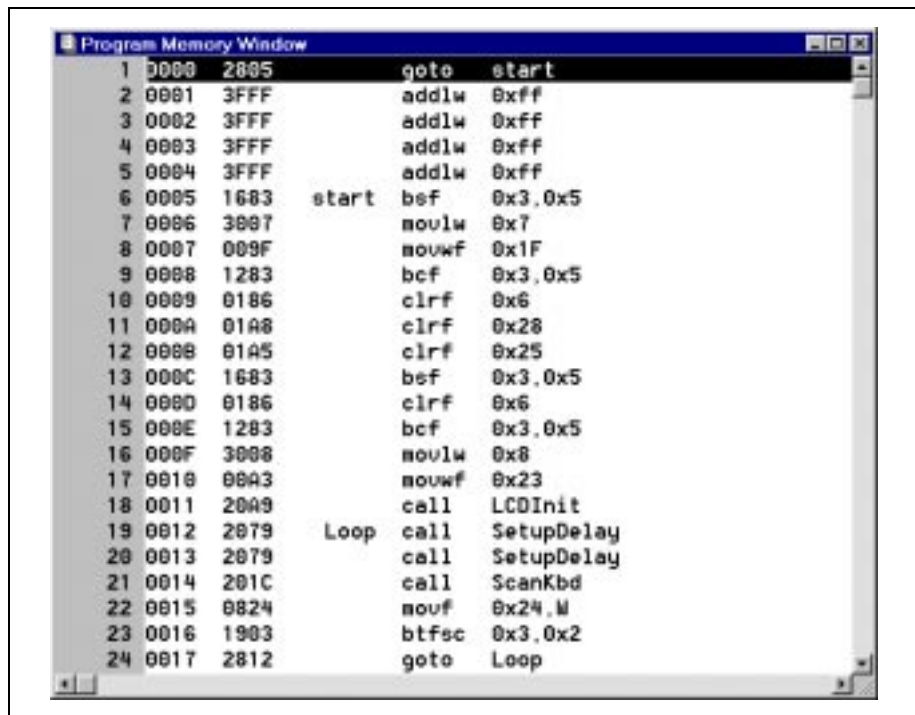 Program Memory Window
1 0000 2805 goto start
2 0001 3FFF addlw 0xff
3 0002 3FFF addlw 0xff
4 0003 3FFF addlw 0xff
5 0004 3FFF addlw 0xff
6 0005 1683 start bsf 0x3,0x5
7 0006 3007 movlw 0x7
8 0007 009F movwf 0x1F
9 0008 1283 bcf 0x3,0x5
10 0009 0186 clrf 0x6
11 000A 01A8 clrf 0x28
12 000B 01A5 clrf 0x25
13 000C 1683 bsf 0x3,0x5
14 000D 0186 clrf 0x6
15 000E 1283 bcf 0x3,0x5
16 000F 3008 movlw 0x8
17 0010 00A3 movwf 0x23
18 0011 20A9 call LCDInit
19 0012 2079 Loop call SetupDelay
20 0013 2079 call SetupDelay
21 0014 201C call ScanKbd
22 0015 0824 movf 0x24,W
23 0016 1903 btfsc 0x3,0x2
24 0017 2812 goto Loop